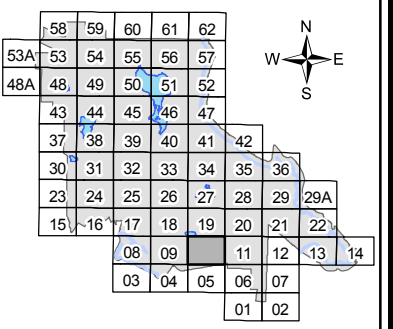 58 59 60 61 62
53A 53 54 55 56 57
48A 48 49 50 51 52
43 44 45 46 47
37 38 39 40 41 42
30 31 32 33 34 35 36
23 24 25 26 27 28 29 29A
15 16 17 18 19 20 21 22
08 09 11 12 13 14
03 04 05 06 07
01 02
N
W E
S